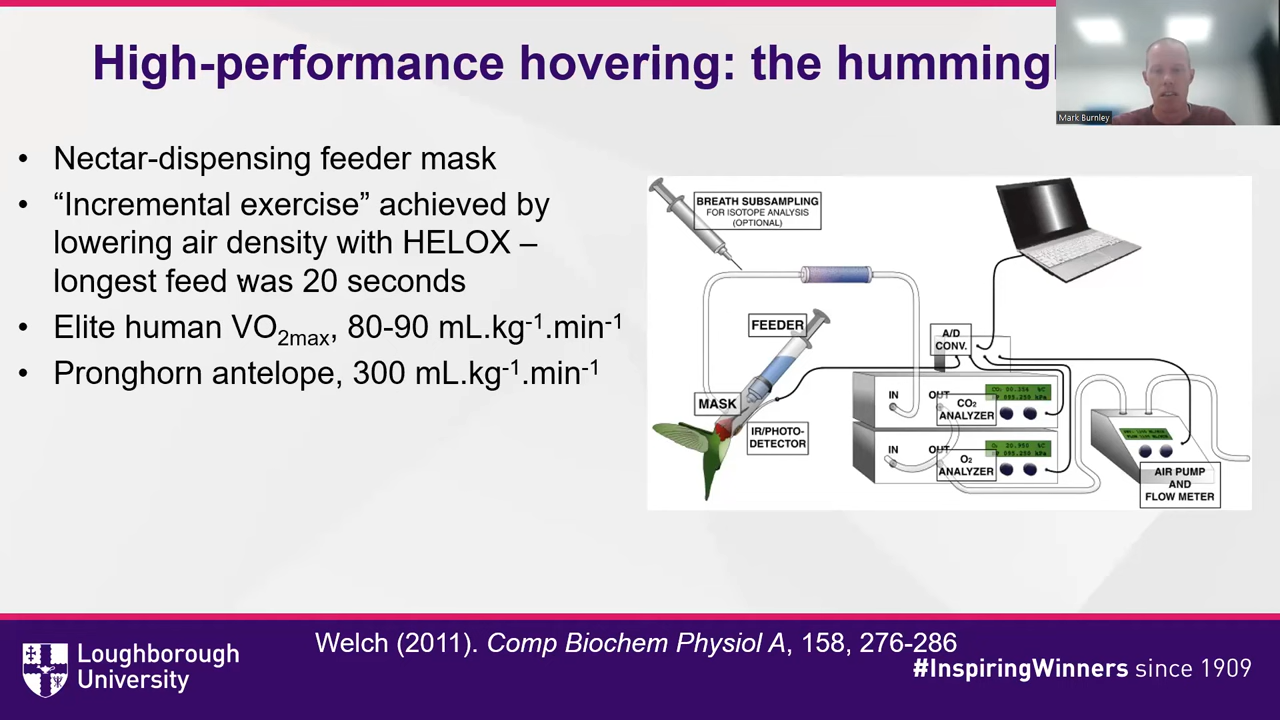 High-performance hovering: the humming
Mark Burnley
• Nectar-dispensing feeder mask
• “Incremental exercise” achieved by
lowering air density with HELOX –
longest feed was 20 seconds
• Elite human VO2max, 80-90 mL.kg-1.min-1
• Pronghorn antelope, 300 mL.kg-1.min-1
BREATH SUBSAMPLING
FOR ISOTOPE ANALYSIS
(OPTIONAL)
FEEDER
A/D
CONV.
MASK
IR/PHOTO-
DETECTOR
IN
OUT
CO2
ANALYZER
IN
OUT
O2
ANALYZER
AIR PUMP
AND
FLOW METER
Welch (2011). Comp Biochem Physiol A, 158, 276-286
Loughborough
University
#InspiringWinners since 1909